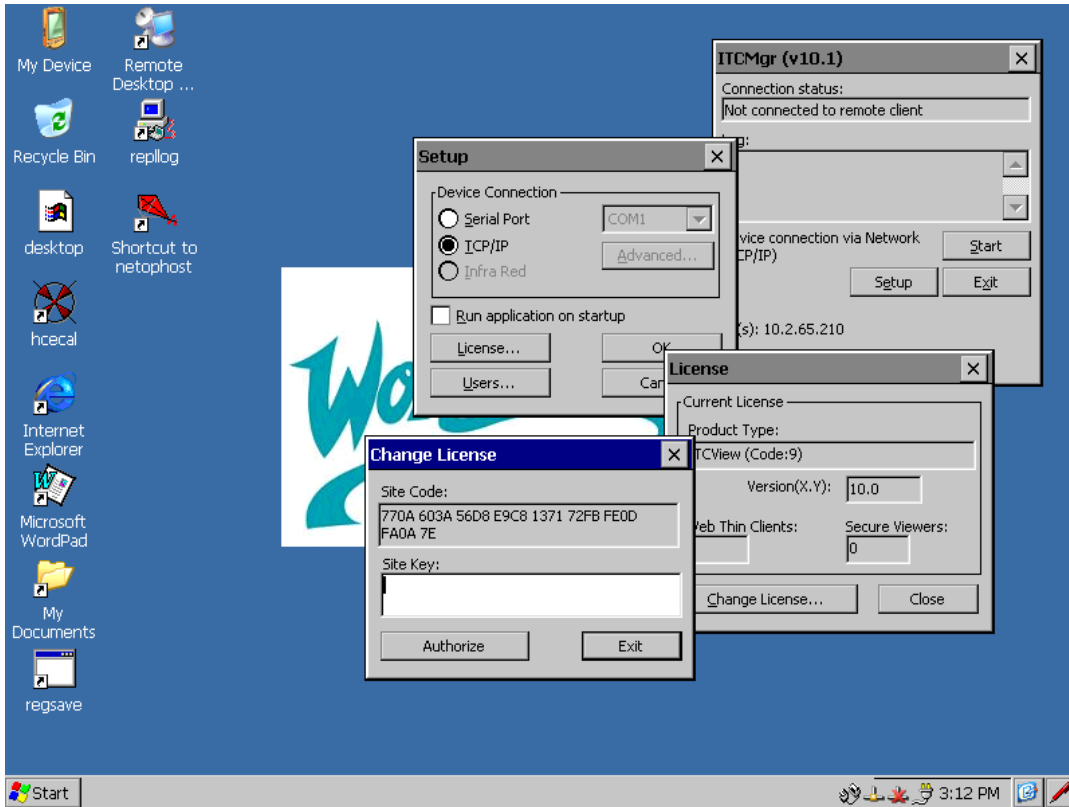 My Device
Remote
Desktop ...
Recycle Bin
repllog
desktop
Shortcut to
netophost
hcecal
Internet
Explorer
Microsoft
WordPad
My
Documents
regsave
ITCMgr (v10.1)
Connection status:
Not connected to remote client
vice connection via Network
CP/IP)
Start
Setup
Exit
(s): 10.2.65.210
Setup
Device Connection
Serial Port
COM1
TCP/IP
Advanced...
Infra Red
Run application on startup
License...
OK
Users...
Can
License
Current License
Product Type:
TCView (Code:9)
Version(X.Y):
10.0
eb Thin Clients:
Secure Viewers:
0
Change License...
Close
Change License
Site Code:
770A 603A 56D8 E9C8 1371 72FB FE0D
FA0A 7E
Site Key:
Authorize
Exit
Start
3:12 PM